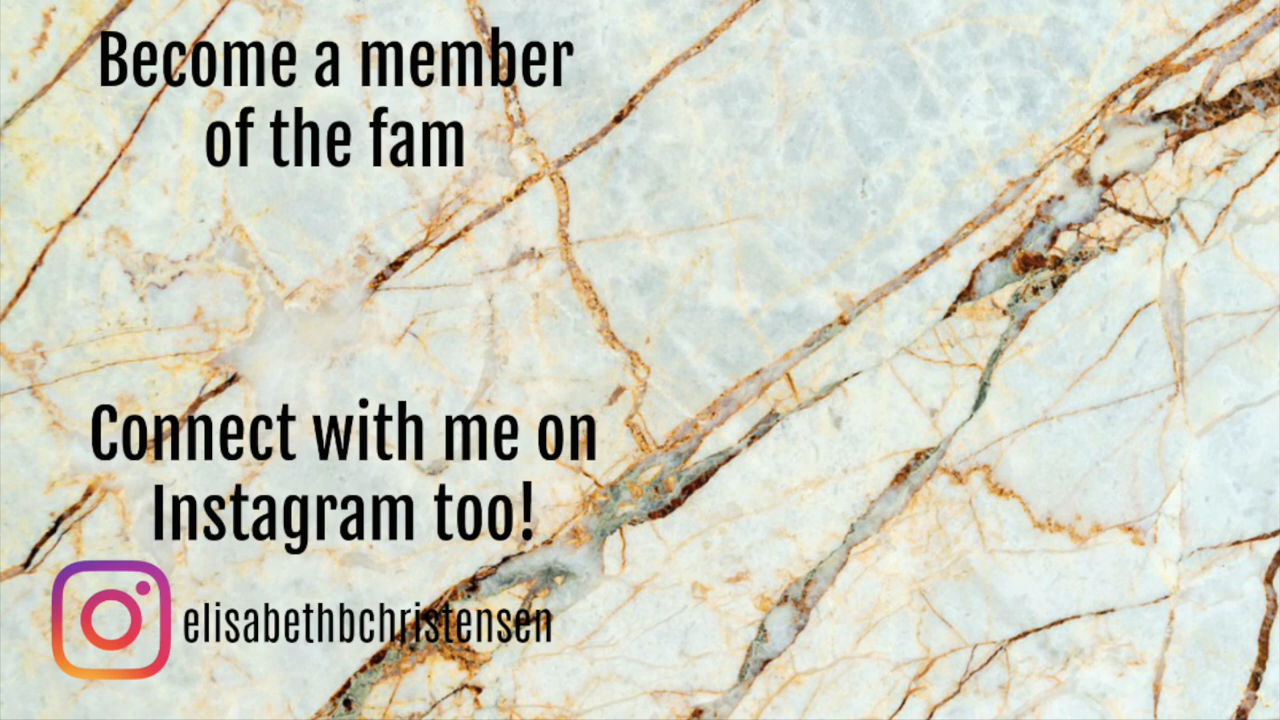 Become a member
of the fam
Connect with me on
Instagram too!
elisabethbchristensen